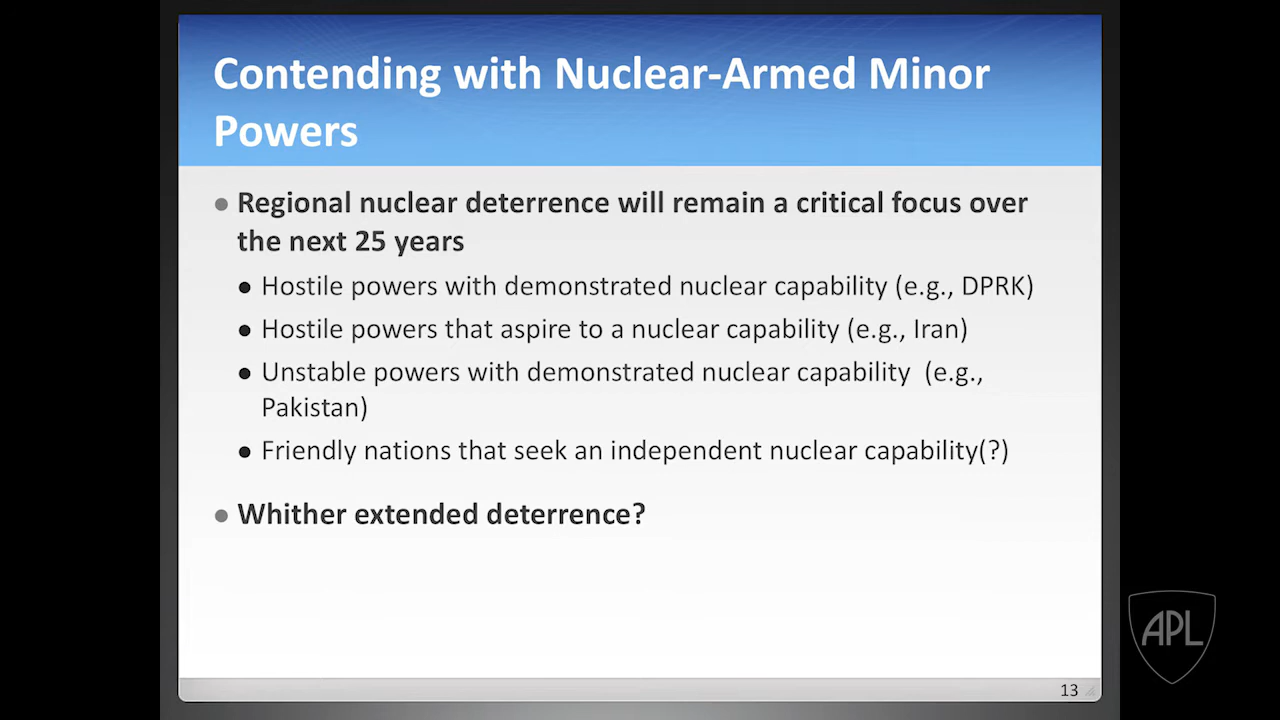 Contending with Nuclear-Armed Minor
Powers
● Regional nuclear deterrence will remain a critical focus over
the next 25 years
● Hostile powers with demonstrated nuclear capability (e.g., DPRK)
● Hostile powers that aspire to a nuclear capability (e.g., Iran)
● Unstable powers with demonstrated nuclear capability  (e.g.,
Pakistan)
● Friendly nations that seek an independent nuclear capability(?)
● Whither extended deterrence?
13
APL